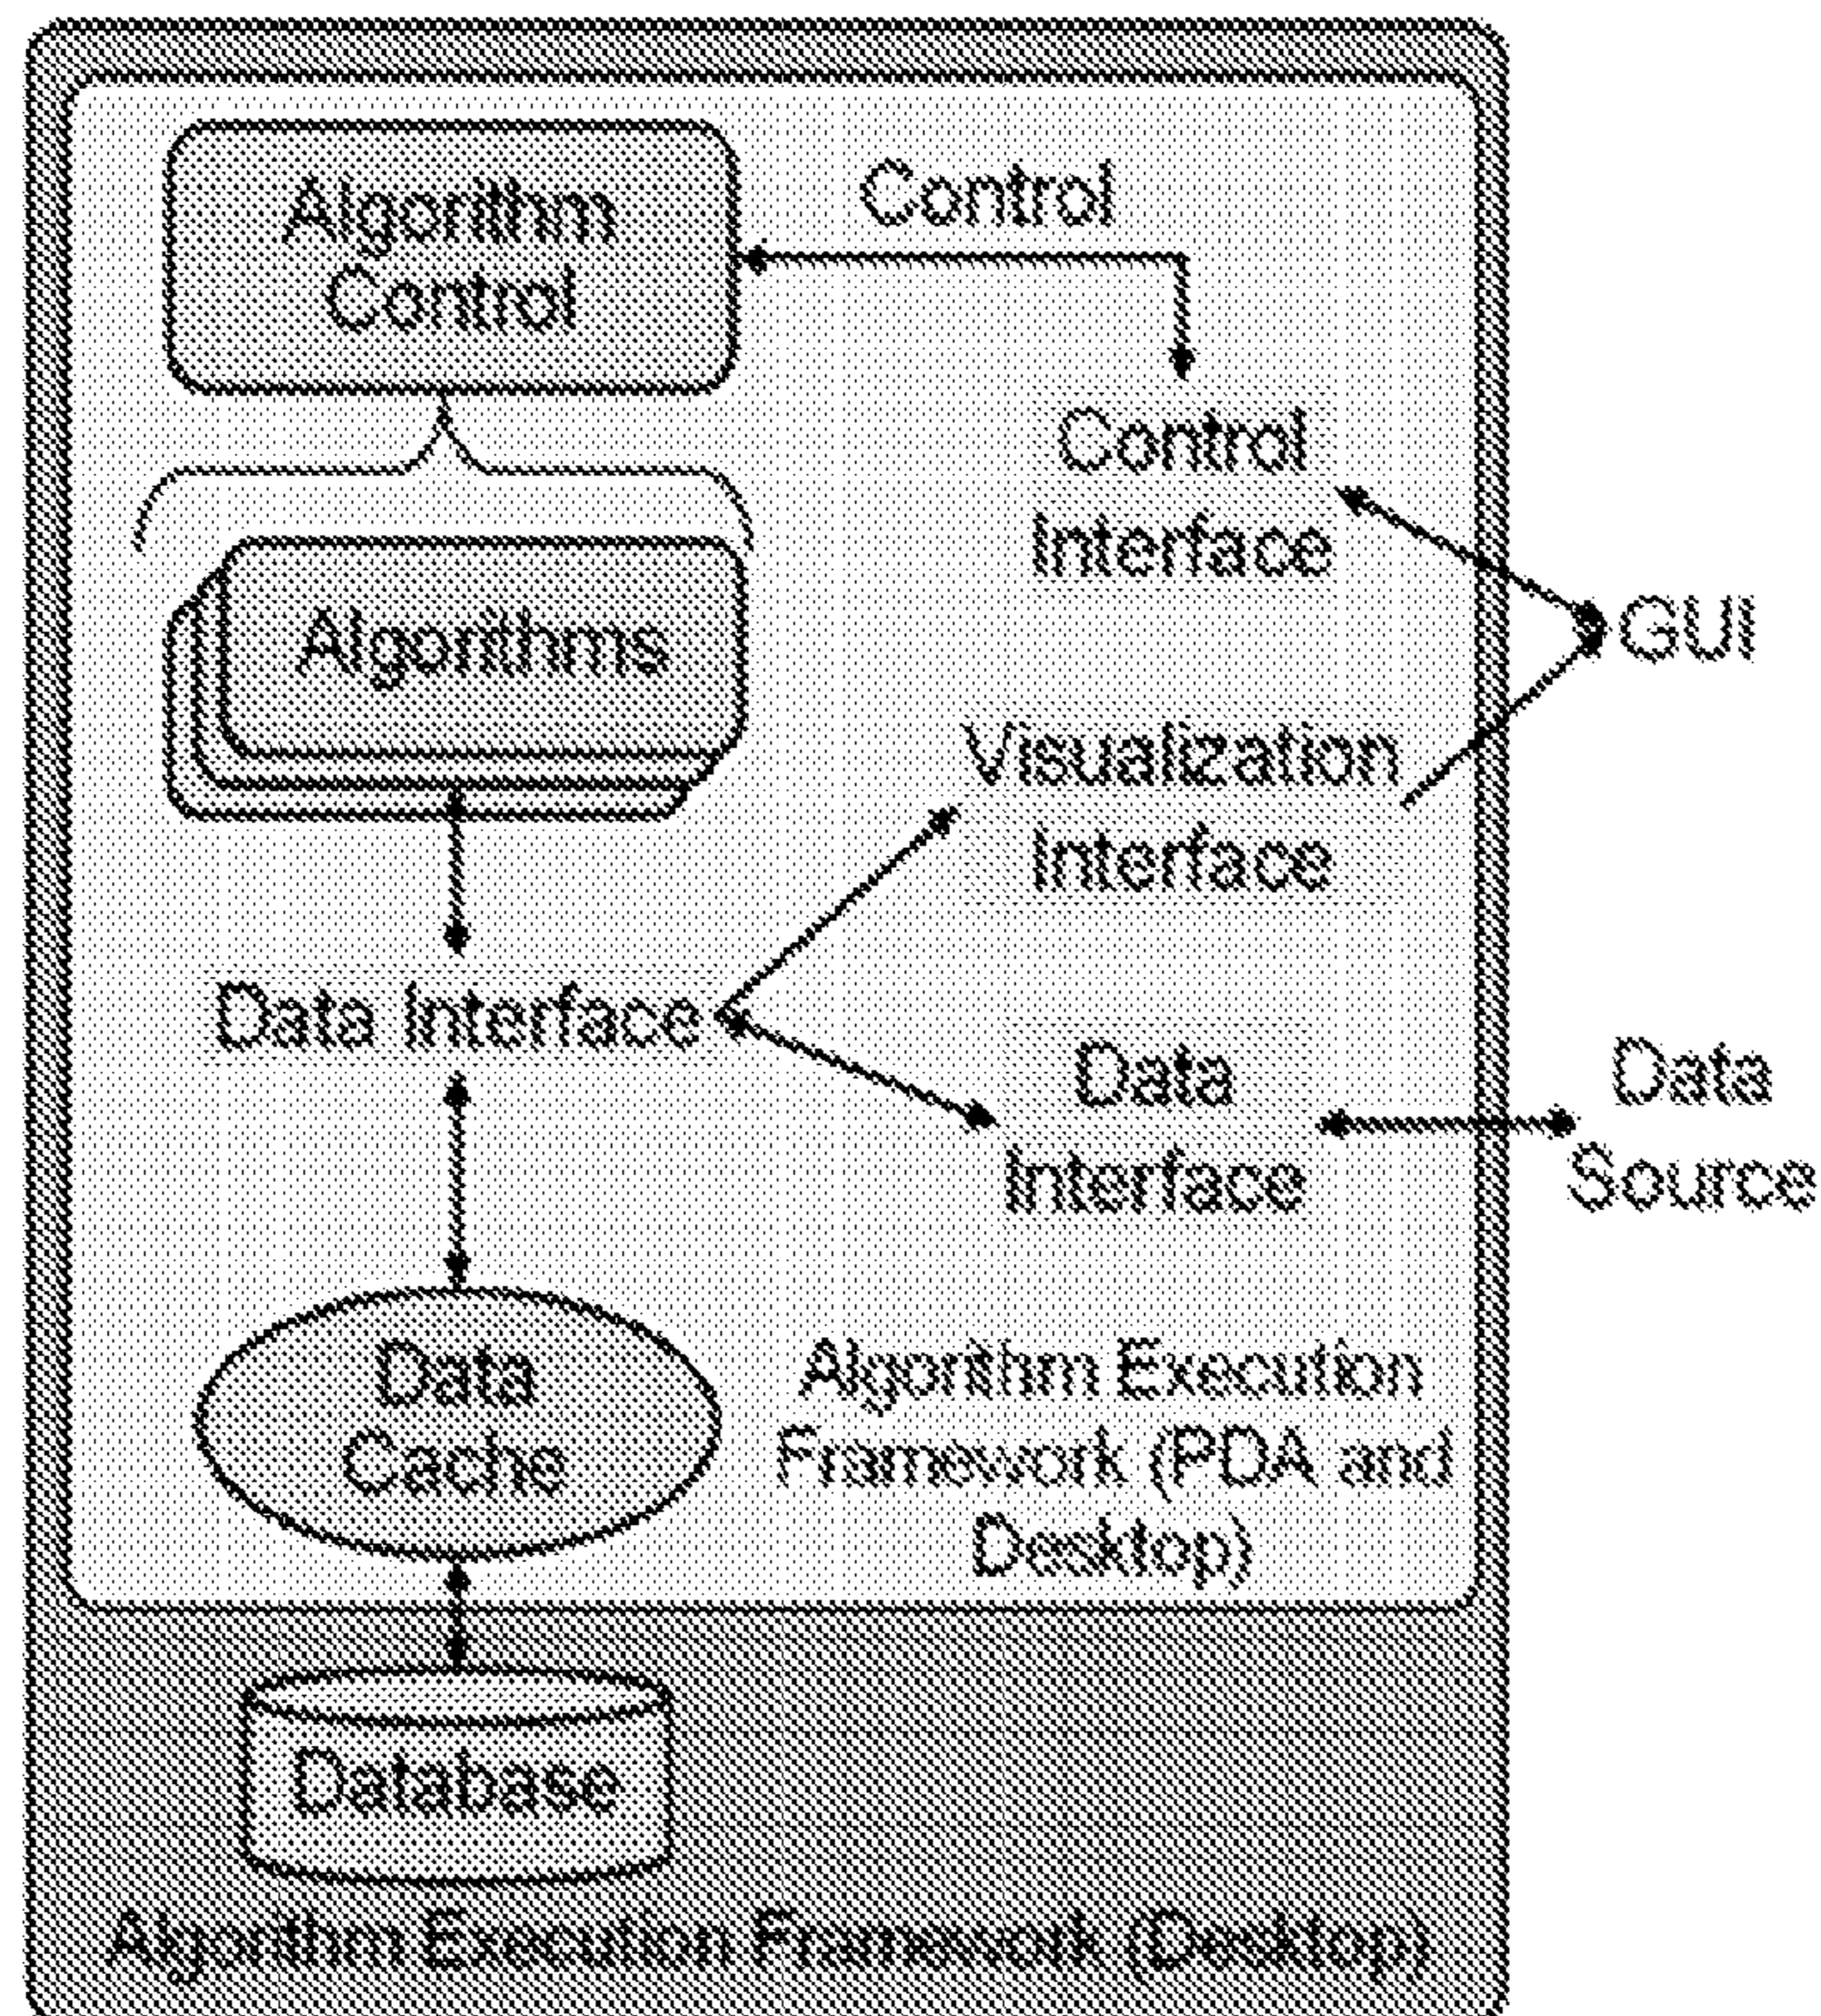 Algorithm
Control
Control
Control
Interface
Algorithms
GUI
Visualization
Interface
Data Interface
Data
Interface
Data
Source
Data
Cache
Algorithm Execution
Framework (PDA and
Desktop)
Database
Algorithm Execution Framework (Desktop)